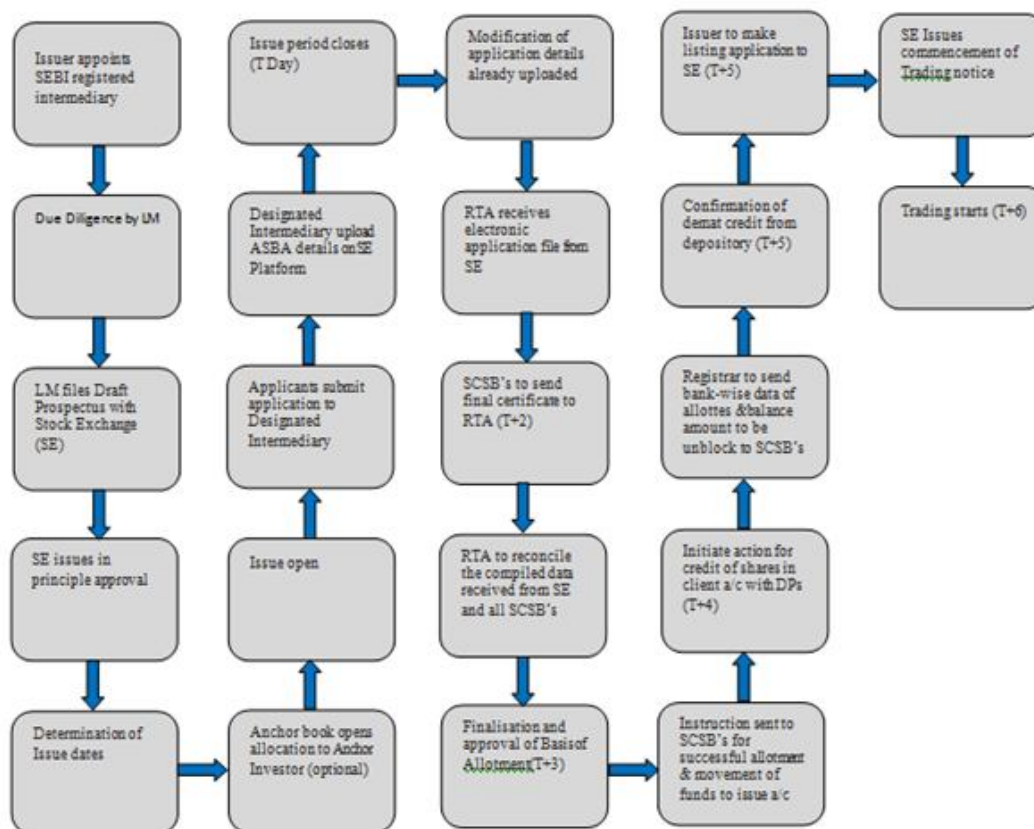 Issuer appoints
SEBI registered
intermediary
Due Diligence by LM
LM files Draft
Prospectus with
Stock Exchange
(SE)
SE issues in
principle approval
Determination of
Issue dates
Anchor book opens
allocation to Anchor
Investor (optional)
Issue open
Applicants submit
application to
Designated
Intermediary
Designated
Intermediary upload
ASBA details on SE
Platform
Issue period closes
(T Day)
Modification of
application details
already uploaded
RTA receives
electronic
application file from
SE
SCSB's to send
final certificate to
RTA (T+2)
RTA to reconcile
the compiled data
received from SE
and all SCSB's
Finalisation and
approval of Basis of
Allotment(T+3)
Instruction sent to
SCSB's for
successful allotment
& movement of
funds to issue a/c
Initiate action for
credit of shares in
client a/c with DPs
(T+4)
Registrar to send
bank-wise data of
allottes & balance
amount to be
unblock to SCSB's
Confirmation of
demat credit from
depository (T+5)
Issuer to make
listing application to
SE (T+5)
SE Issues
commencement of
Trading notice
Trading starts (T+6)